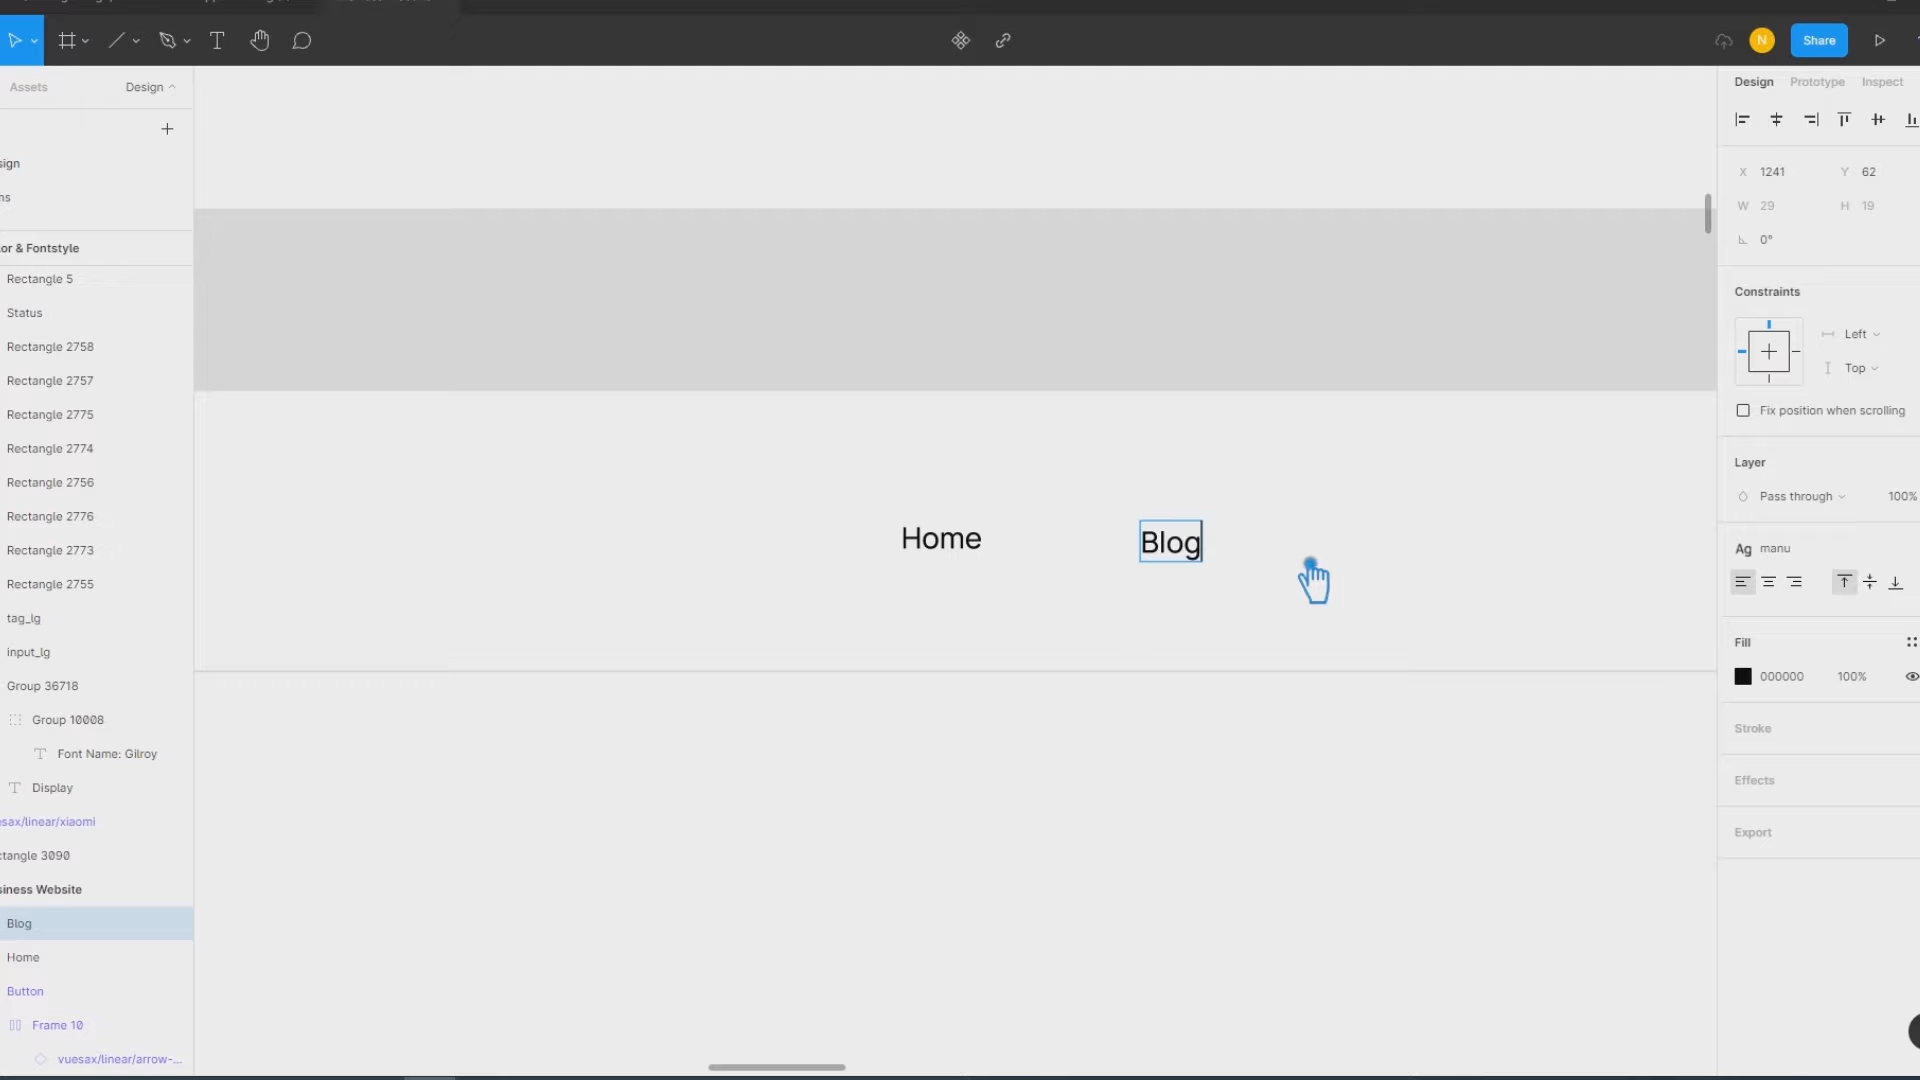 N
Share
Assets
Design
Design
Prototype
Inspect
sign
ns
X 1241
Y 62
W 29
H 19
0°
or & Fontstyle
Rectangle 5
Constraints
Status
Left
Rectangle 2758
Top
Rectangle 2757
Rectangle 2775
Fix position when scrolling
Rectangle 2774
Layer
Rectangle 2756
Pass through
100%
Rectangle 2776
Home
Blog
Rectangle 2773
Ag manu
Rectangle 2755
tag_lg
Fill
input_lg
000000
100%
Group 36718
Group 10008
Stroke
T Font Name: Gilroy
Effects
T Display
esax/linear/xiaomi
Export
ctangle 3090
siness Website
Blog
Home
Button
Frame 10
vuesax/linear/arrow-...